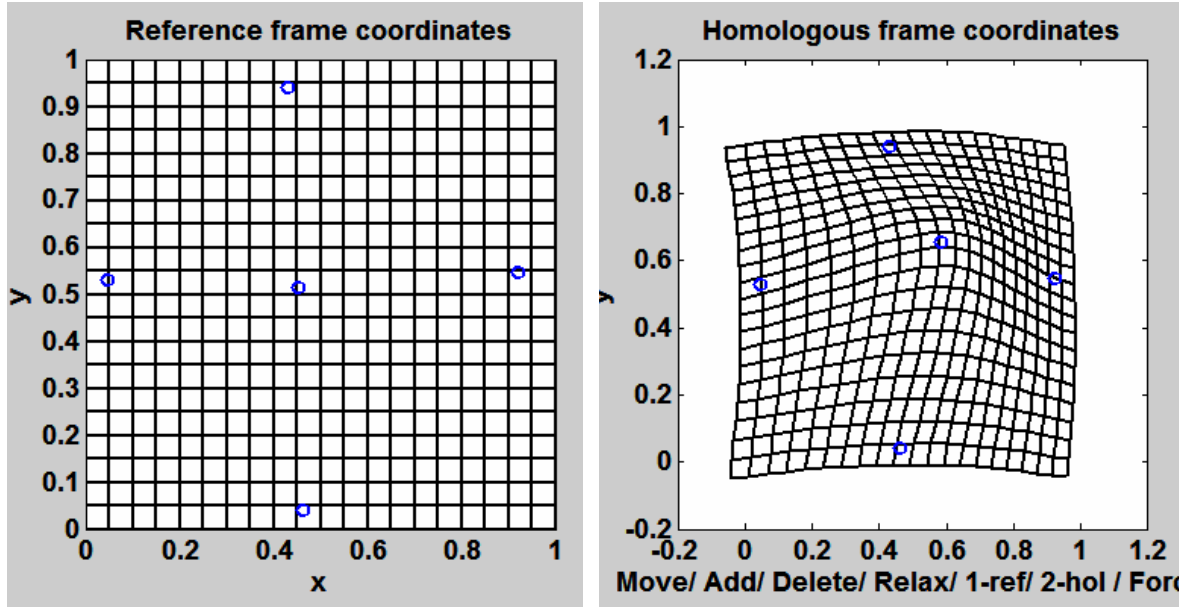 Reference frame coordinates
1
0.9
0.8
0.7
0.6
0.5
0.4
0.3
0.2
0.1
0
y
0 0.2 0.4 0.6 0.8 1
x
Homologous frame coordinates
1.2
1
0.8
0.6
0.4
0.2
0
-0.2
y
-0.2 0 0.2 0.4 0.6 0.8 1 1.2
Move/ Add/ Delete/ Relax/ 1-ref/ 2-hol / Forc